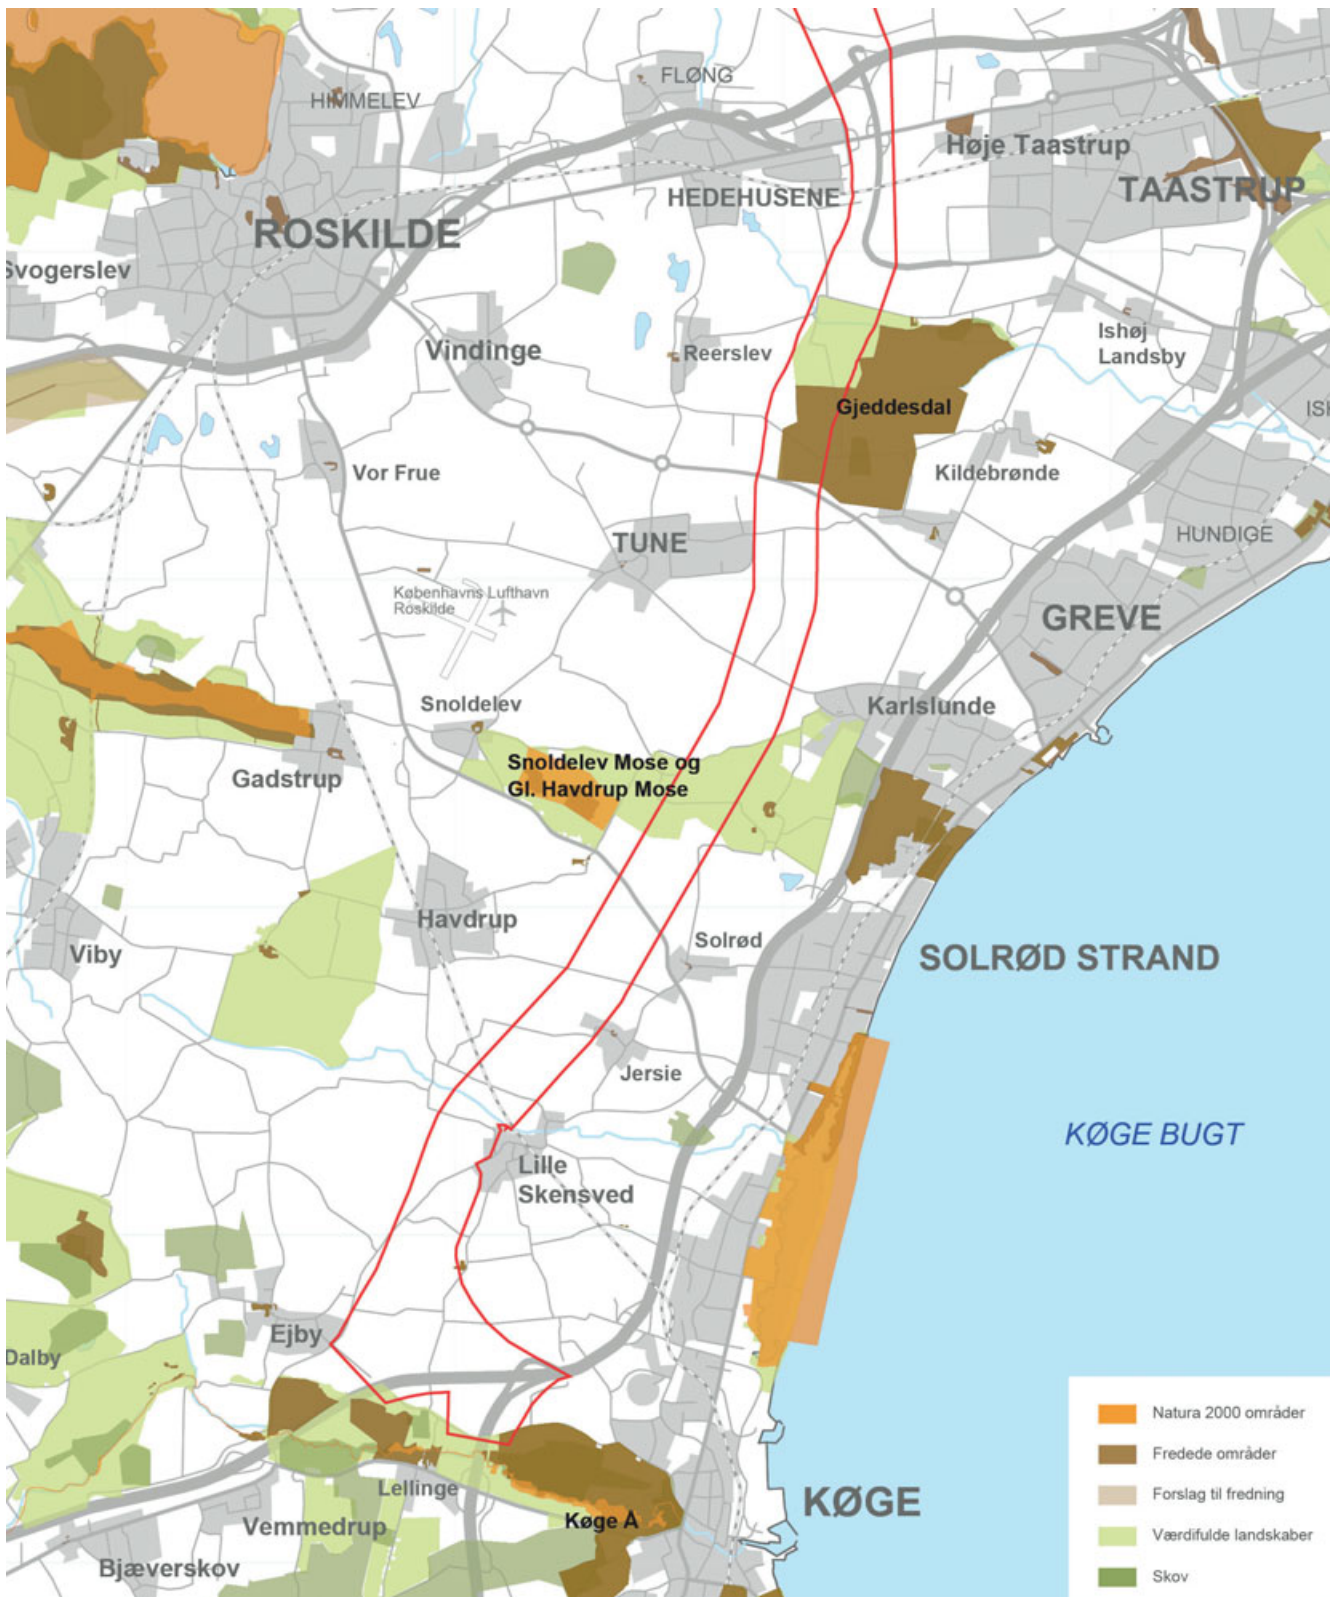 FLØNG
HIMMELEV
Høje Taastrup
TAASTRUP
HEDEHUSENE
ROSKILDE
Svogerslev
Ishøj
Landsby
Vindinge
Reerslev
Gjeddesdal
Vor Frue
Kildebrønde
HUNDIGE
TUNE
Københavns Lufthavn
Roskilde
GREVE
Snoldelev
Karlslunde
Snoldelev Mose og
Gl. Havdrup Mose
Gadstrup
Havdrup
Solrød
Viby
SOLRØD STRAND
Jersie
KØGE BUGT
Lille
Skensved
Ejby
Dalby
Lellinge
KØGE
Køge Å
Vemmedrup
Bjæverskov
Natura 2000 områder
Fredede områder
Forslag til fredning
Værdifulde landskaber
Skov